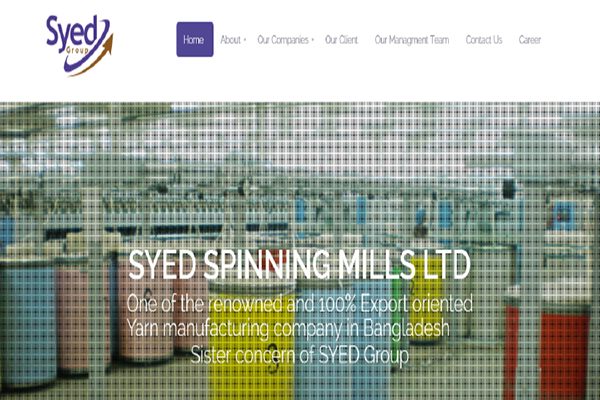 Syed
Group
Home About Our Companies Our Client Our Managment Team Contact Us Career
SYED SPINNING MILLS LTD
One of the renowned and 100% Export oriented
Yarn manufacturing company in Bangladesh
Sister concern of SYED Group